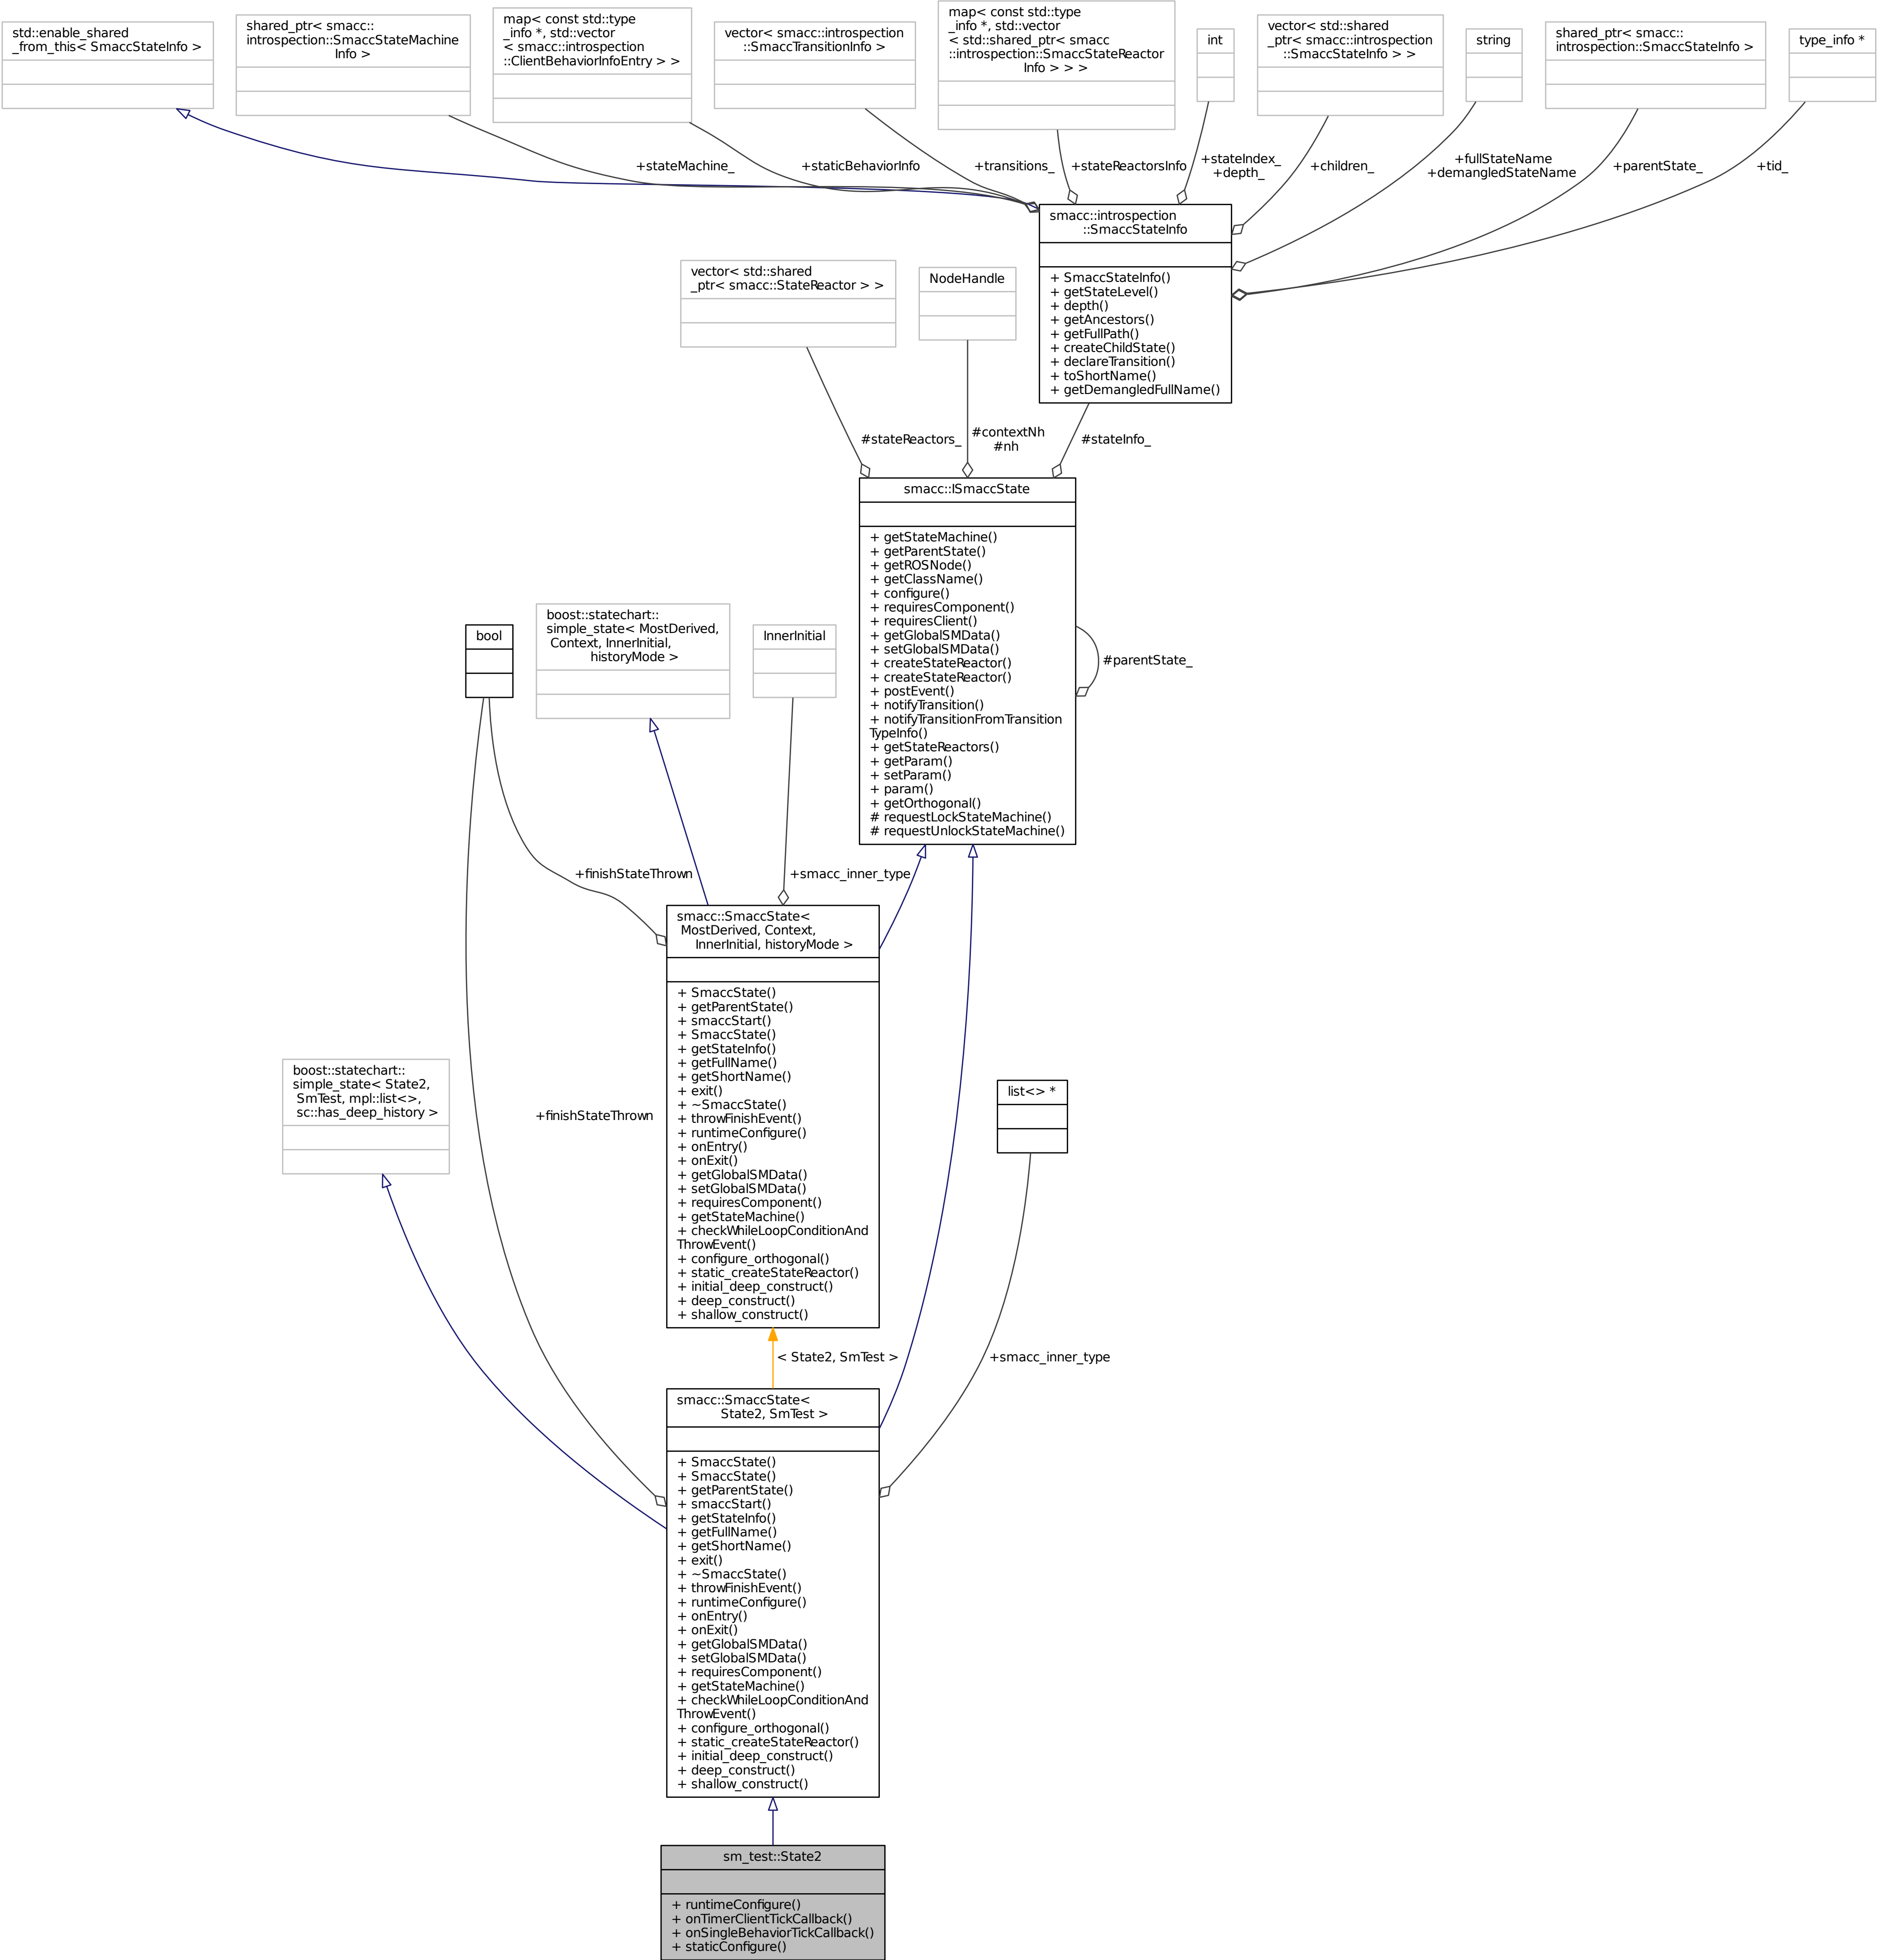 std::enable_shared
_from_this< SmaccStateInfo >
shared_ptr< smacc::
introspection::SmaccStateMachine
Info >
map< const std::type
_info *, std::vector
< smacc::introspection
::ClientBehaviorInfoEntry > >
vector< smacc::introspection
::SmaccTransitionInfo >
map< const std::type
_info *, std::vector
< std::shared_ptr< smacc
::introspection::SmaccStateReactor
Info > > >
int
vector< std::shared
_ptr< smacc::introspection
::SmaccStateInfo > >
string
shared_ptr< smacc::
introspection::SmaccStateInfo >
type_info *
+stateMachine_
+staticBehaviorInfo
+transitions_
+stateReactorsInfo
+stateIndex_
+depth_
+children_
+fullStateName
+demangledStateName
+parentState_
+tid_
smacc::introspection
::SmaccStateInfo
+ SmaccStateInfo()
+ getStateLevel()
+ depth()
+ getAncestors()
+ getFullPath()
+ createChildState()
+ declareTransition()
+ toShortName()
+ getDemangledFullName()
vector< std::shared
_ptr< smacc::StateReactor > >
NodeHandle
#stateReactors_
#contextNh
#nh
#stateInfo_
smacc::ISmaccState
+ getStateMachine()
+ getParentState()
+ getROSNode()
+ getClassName()
+ configure()
+ requiresComponent()
+ requiresClient()
+ getGlobalSMData()
+ setGlobalSMData()
+ createStateReactor()
+ createStateReactor()
+ postEvent()
+ notifyTransition()
+ notifyTransitionFromTransition
TypeInfo()
+ getStateReactors()
+ getParam()
+ setParam()
+ param()
+ getOrthogonal()
# requestLockStateMachine()
# requestUnlockStateMachine()
#parentState_
bool
boost::statechart::
simple_state< MostDerived,
Context, InnerInitial,
historyMode >
InnerInitial
+finishStateThrown
+smacc_inner_type
smacc::SmaccState<
MostDerived, Context,
InnerInitial, historyMode >
+ SmaccState()
+ getParentState()
+ smaccStart()
+ SmaccState()
+ getStateInfo()
+ getFullName()
+ getShortName()
+ exit()
+ ~SmaccState()
+ throwFinishEvent()
+ runtimeConfigure()
+ onEntry()
+ onExit()
+ getGlobalSMData()
+ setGlobalSMData()
+ requiresComponent()
+ getStateMachine()
+ checkWhileLoopConditionAnd
ThrowEvent()
+ configure_orthogonal()
+ static_createStateReactor()
+ initial_deep_construct()
+ deep_construct()
+ shallow_construct()
boost::statechart::
simple_state< State2,
SmTest, mpl::list<>,
sc::has_deep_history >
+finishStateThrown
list<> *
< State2, SmTest >
+smacc_inner_type
smacc::SmaccState<
State2, SmTest >
+ SmaccState()
+ SmaccState()
+ getParentState()
+ smaccStart()
+ getStateInfo()
+ getFullName()
+ getShortName()
+ exit()
+ ~SmaccState()
+ throwFinishEvent()
+ runtimeConfigure()
+ onEntry()
+ onExit()
+ getGlobalSMData()
+ setGlobalSMData()
+ requiresComponent()
+ getStateMachine()
+ checkWhileLoopConditionAnd
ThrowEvent()
+ configure_orthogonal()
+ static_createStateReactor()
+ initial_deep_construct()
+ deep_construct()
+ shallow_construct()
sm_test::State2
+ runtimeConfigure()
+ onTimerClientTickCallback()
+ onSingleBehaviorTickCallback()
+ staticConfigure()